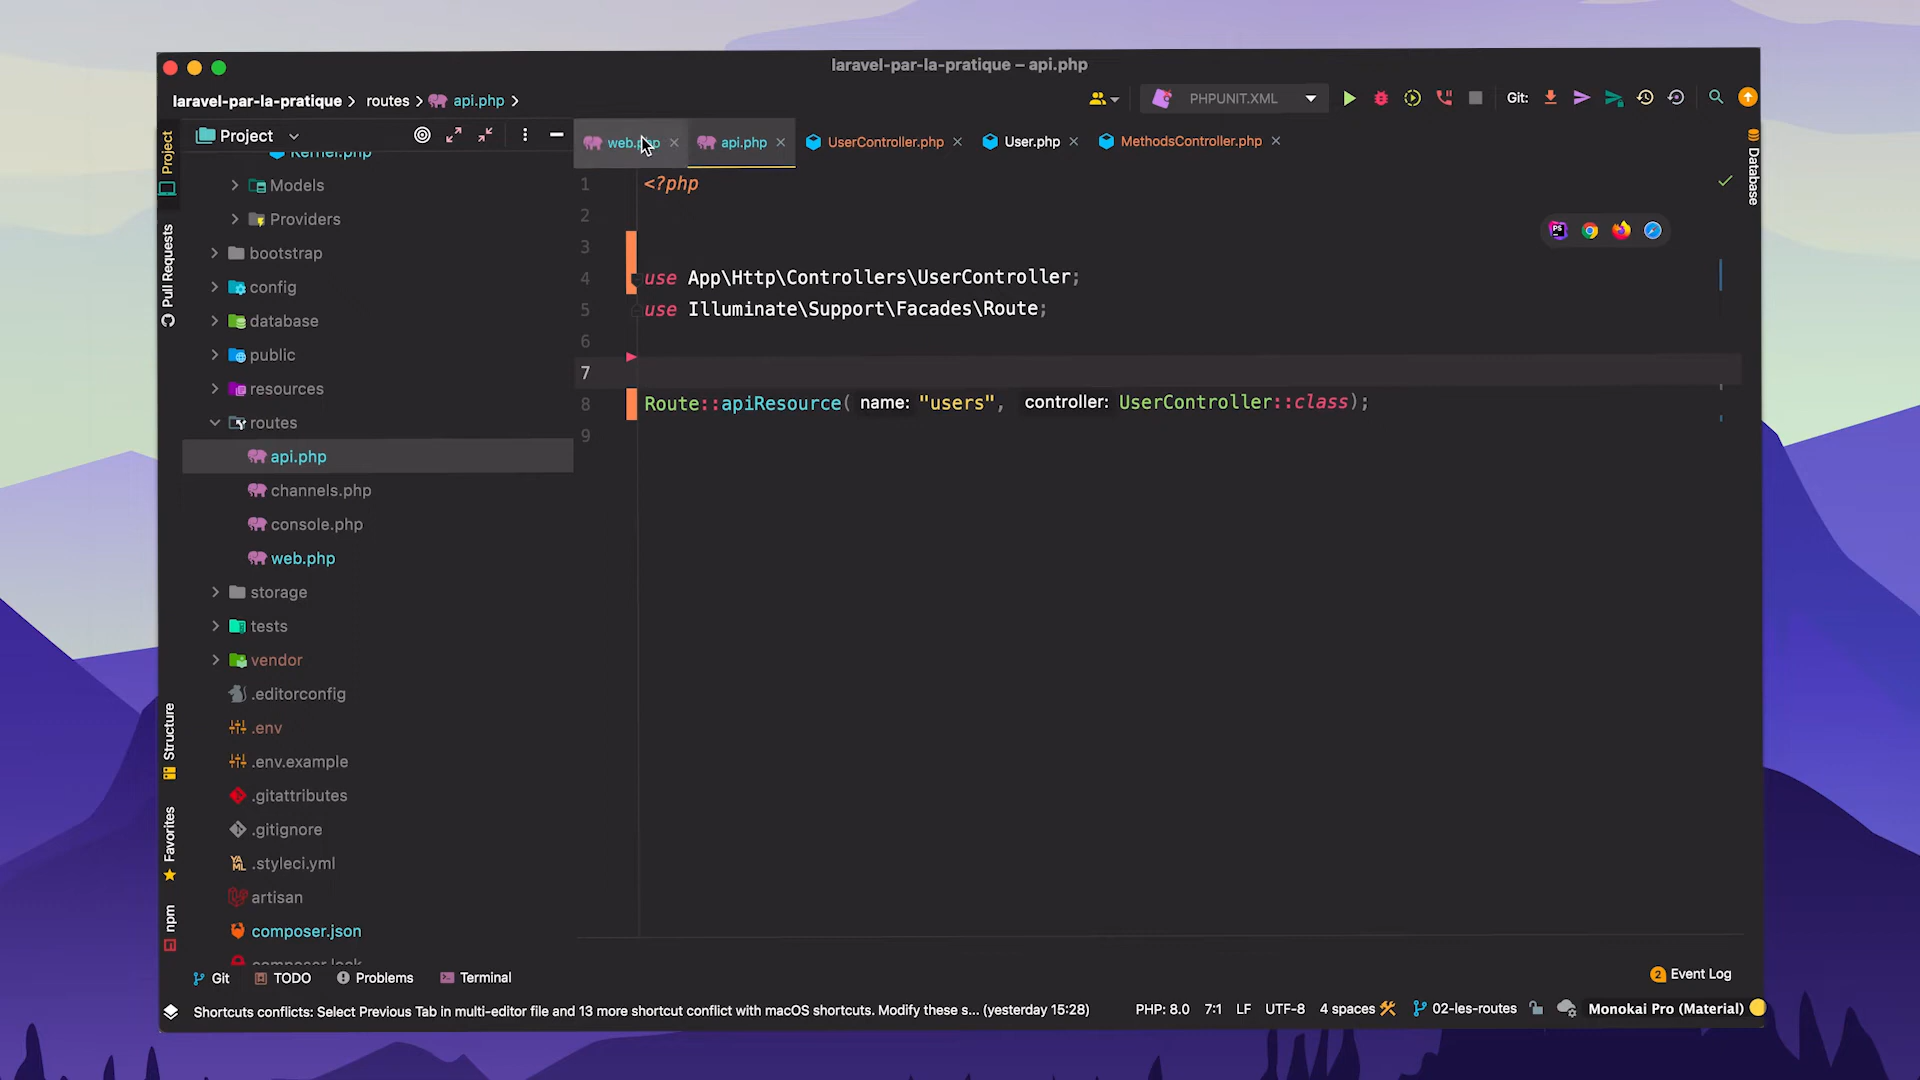 laravel-par-la-pratique – api.php
laravel-par-la-pratique routes api.php
PHPUNIT.XML Git:
Project
web.php api.php UserController.php User.php MethodsController.php
Project
Pull Requests
Structure
Favorites
npm
Database
Kernel.php
Models
Providers
bootstrap
config
database
public
resources
routes
api.php
channels.php
console.php
web.php
storage
tests
vendor
.editorconfig
.env
.env.example
.gitattributes
.gitignore
.styleci.yml
artisan
composer.json
composer.lock
1 <?php
2
3
4 use App\Http\Controllers\UserController;
5 use Illuminate\Support\Facades\Route;
6
7
8 Route::apiResource( name: "users", controller: UserController::class);
9
Git TODO Problems Terminal 2 Event Log
Shortcuts conflicts: Select Previous Tab in multi-editor file and 13 more shortcut conflict with macOS shortcuts. Modify these s... (yesterday 15:28) PHP: 8.0 7:1 LF UTF-8 4 spaces 02-les-routes Monokai Pro (Material)